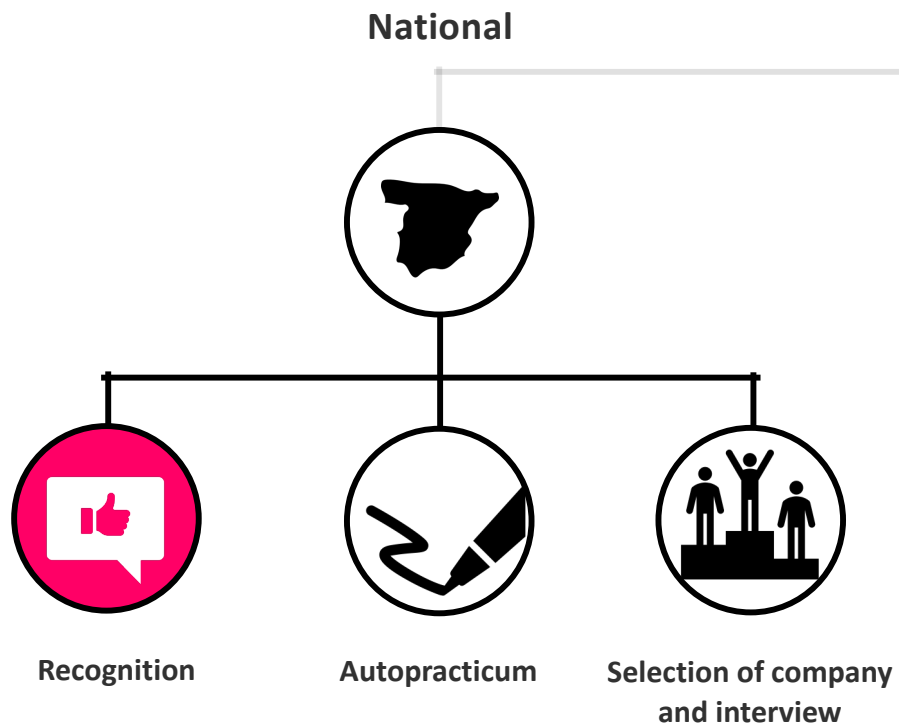 National
Recognition
Autopracticum
Selection of company
and interview